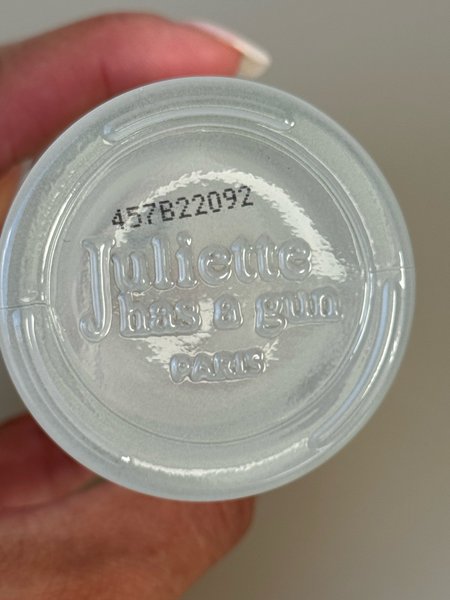 457B22092
Juliette
has a gun
PARIS